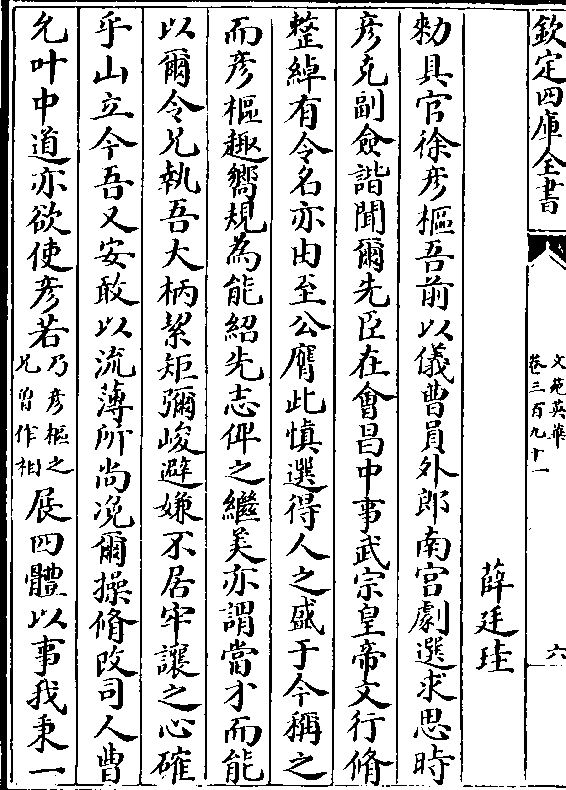 欽定四庫全書
文苑英華
卷三百九十一
六
薛廷珪
勑具官徐彦樞吾前以儀曹員外郎南宫劇選求思時
彦克副僉諧聞爾先臣在會昌中事武宗皇帝文行脩
整綽有令名亦由至公膺此慎選得人之盛于今稱之
而彦樞趣嚮規為能紹先志俾之繼美亦謂當才而能
以爾令兄執吾大柄絜矩彌峻避嫌不居牢讓之心確
乎山立今吾又安敢以流薄所尚况爾操脩改司人曹
允叶中道亦欲使彦若乃彦樞之兄曽作相展四體以事我秉一